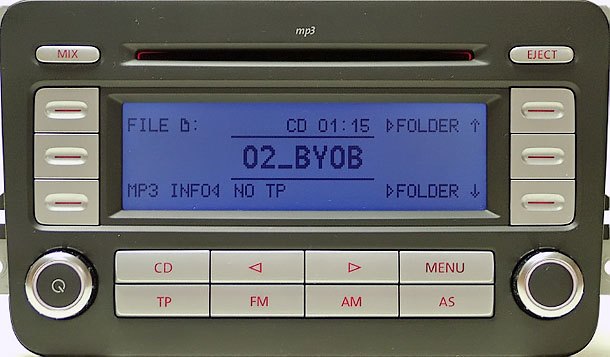 mp3
MIX
EJECT
FILE : CD 01:15 FOLDER ↑
02_BYOB
MP3 INFO NO TP FOLDER ↓
CD MENU
TP FM AM AS